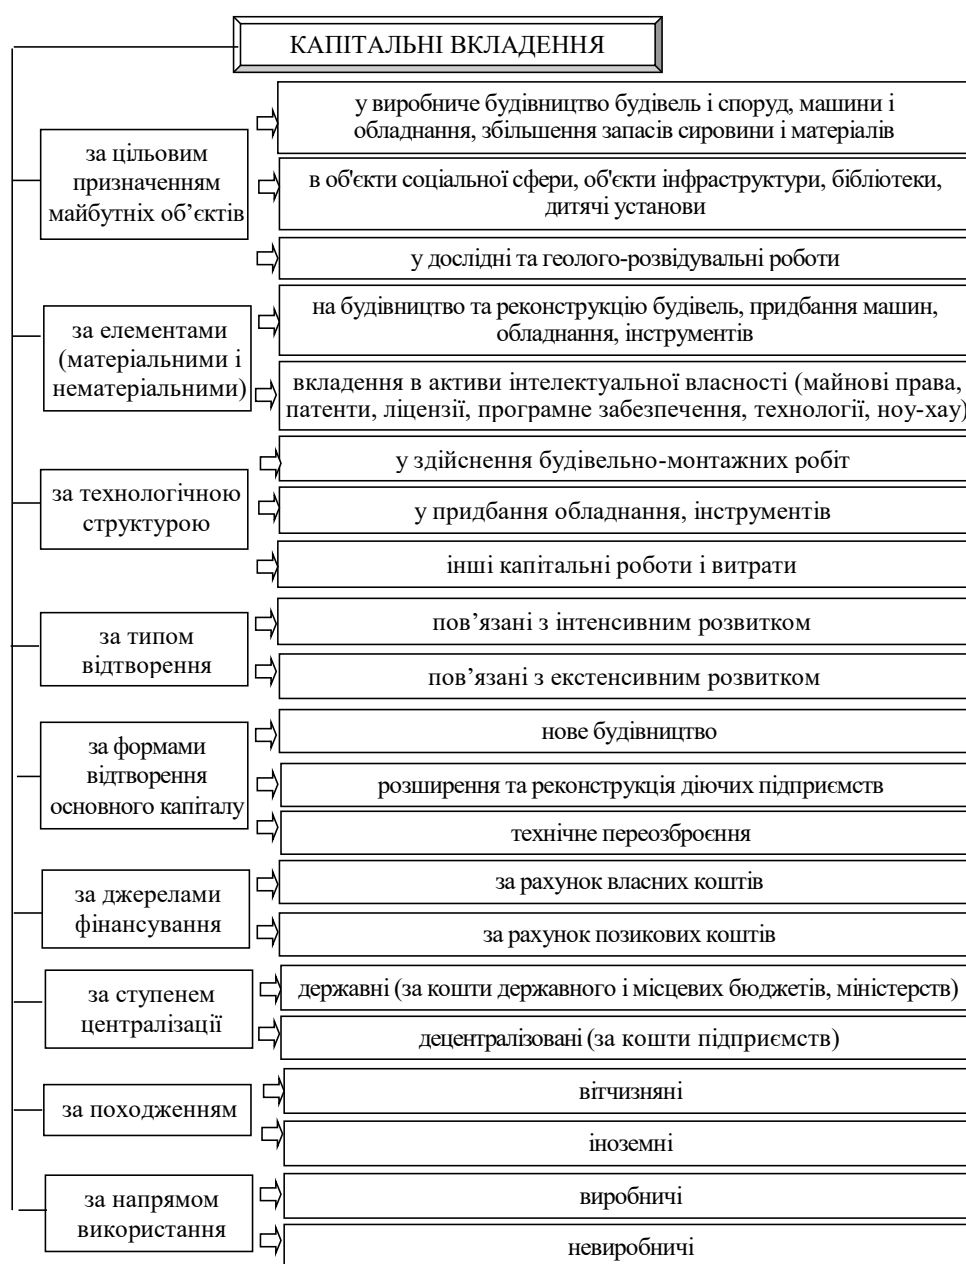 КАПІТАЛЬНІ ВКЛАДЕННЯ
за цільовим
призначенням
майбутніх об’єктів
у виробниче будівництво будівель і споруд, машини і
обладнання, збільшення запасів сировини і матеріалів
в об'єкти соціальної сфери, об'єкти інфраструктури, бібліотеки,
дитячі установи
у дослідні та геолого-розвідувальні роботи
за елементами
(матеріальними і
нематеріальними)
на будівництво та реконструкцію будівель, придбання машин,
обладнання, інструментів
вкладення в активи інтелектуальної власності (майнові права,
патенти, ліцензії, програмне забезпечення, технології, ноу-хау)
за технологічною
структурою
у здійснення будівельно-монтажних робіт
у придбання обладнання, інструментів
інші капітальні роботи і витрати
за типом
відтворення
пов’язані з інтенсивним розвитком
пов’язані з екстенсивним розвитком
за формами
відтворення
основного капіталу
нове будівництво
розширення та реконструкція діючих підприємств
технічне переозброєння
за джерелами
фінансування
за рахунок власних коштів
за рахунок позикових коштів
за ступенем
централізації
державні (за кошти державного і місцевих бюджетів, міністерств)
децентралізовані (за кошти підприємств)
за походженням
вітчизняні
іноземні
за напрямом
використання
виробничі
невиробничі